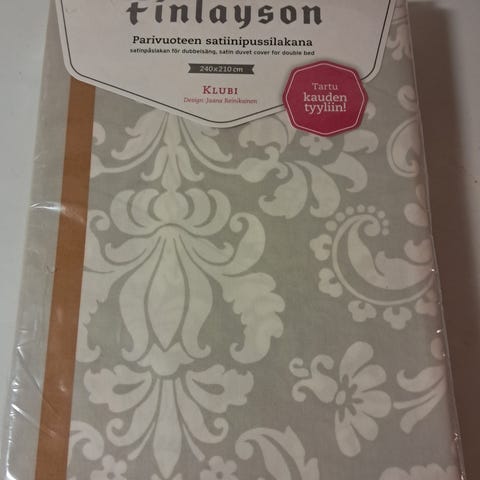 Finlayson
Parivuoteen satiinipussilakana
satinpåslakan för dubbelsäng, satin duvet cover for double bed
240x210 cm
KLUBI
Design: Jaana Reinikainen
Tartu
kauden
tyyliin!